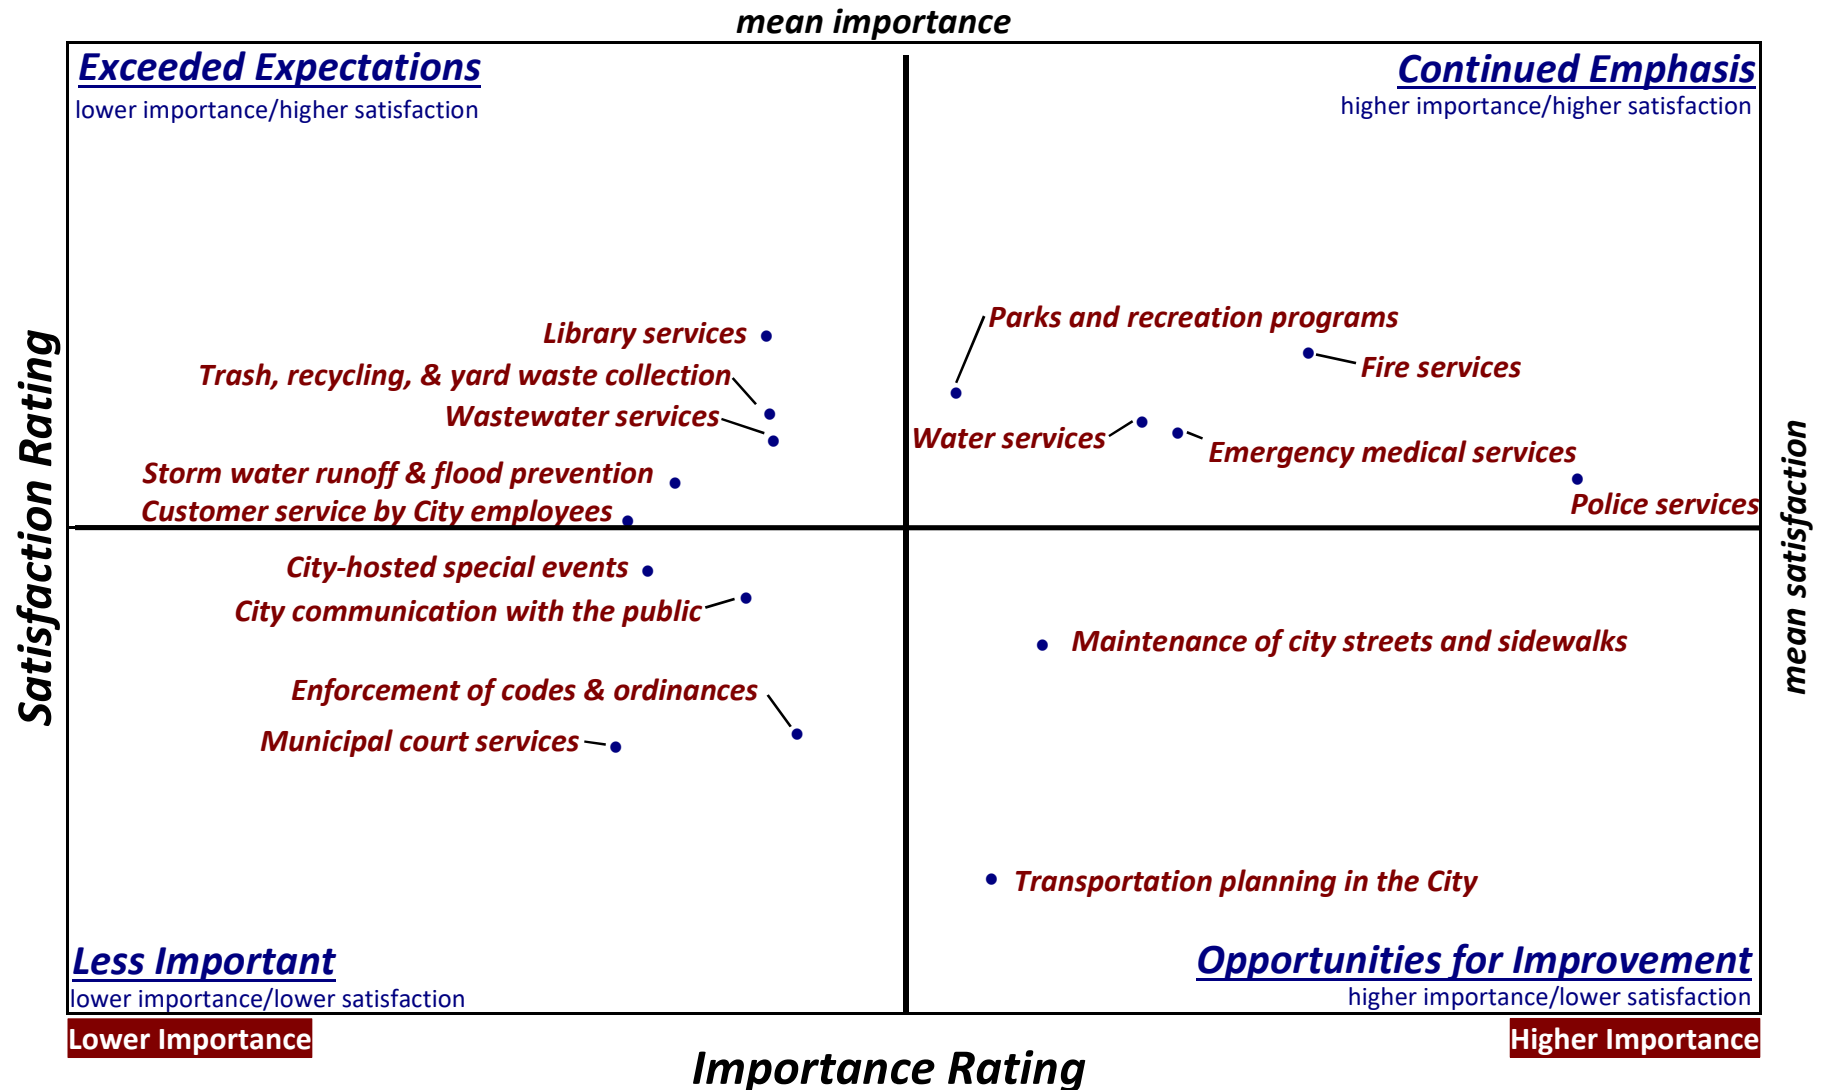 mean importance
Exceeded Expectations
lower importance/higher satisfaction
Continued Emphasis
higher importance/higher satisfaction
Library services
Trash, recycling, & yard waste collection
Wastewater services
Storm water runoff & flood prevention
Customer service by City employees
Parks and recreation programs
Fire services
Water services
Emergency medical services
Police services
Satisfaction Rating
mean satisfaction
City-hosted special events
City communication with the public
Enforcement of codes & ordinances
Municipal court services
Maintenance of city streets and sidewalks
Transportation planning in the City
Less Important
lower importance/lower satisfaction
Opportunities for Improvement
higher importance/lower satisfaction
Lower Importance
Higher Importance
Importance Rating